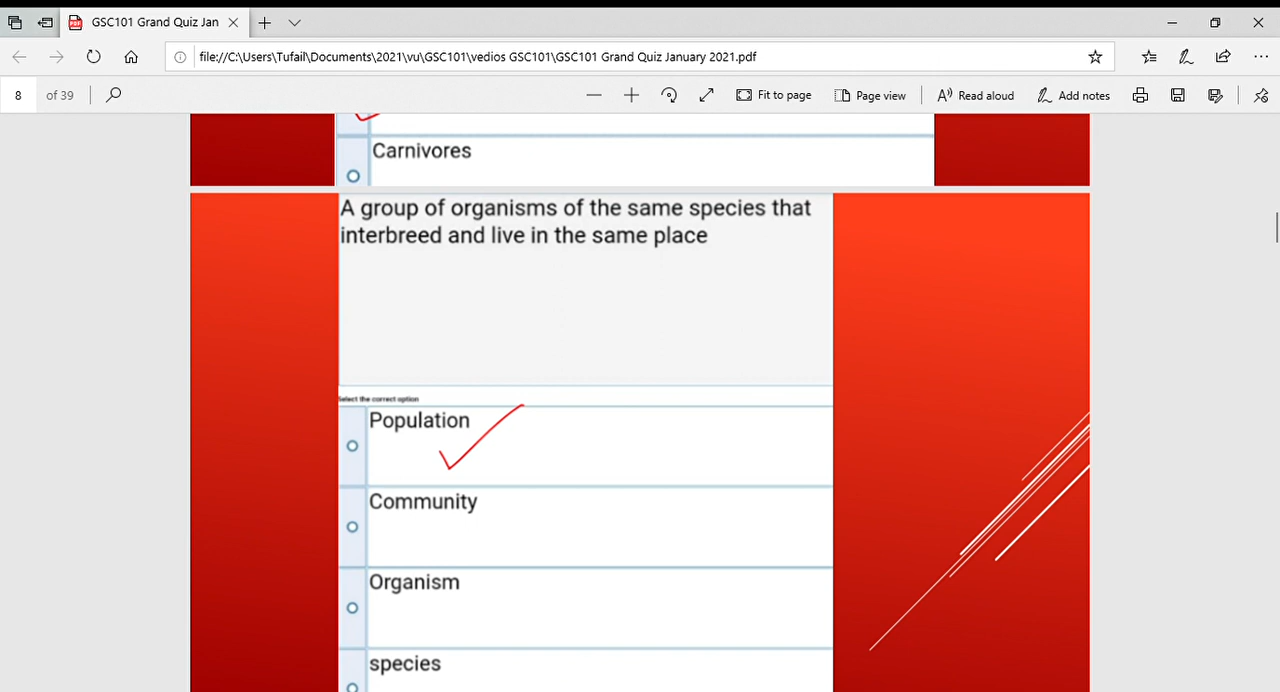 GSC101 Grand Quiz Jan
file://C:\Users\Tufail\Documents\2021\vu\GSC101\vedios GSC101\GSC101 Grand Quiz January 2021.pdf
8 of 39 Fit to page Page view Read aloud Add notes
Carnivores
A group of organisms of the same species that
interbreed and live in the same place
Select the correct option
Population
Community
Organism
species